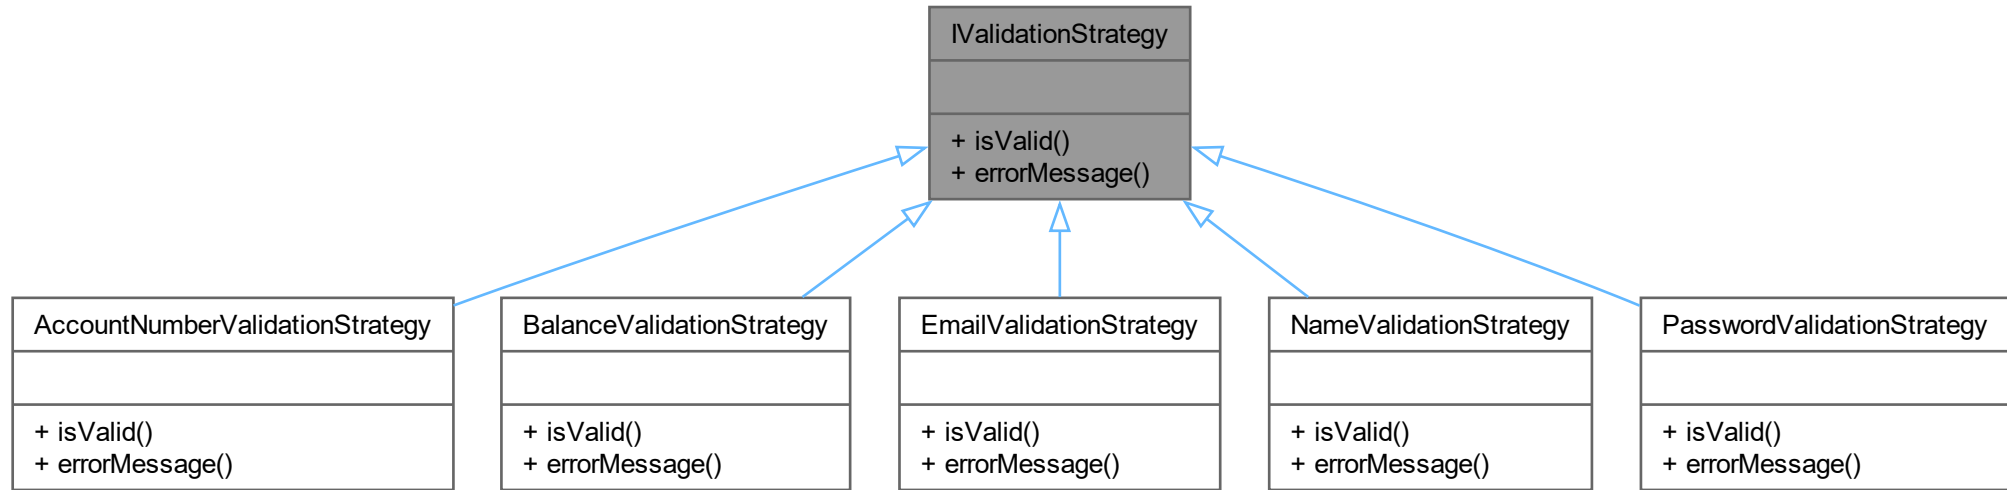 IValidationStrategy
+ isValid()
+ errorMessage()
AccountNumberValidationStrategy
+ isValid()
+ errorMessage()
BalanceValidationStrategy
+ isValid()
+ errorMessage()
EmailValidationStrategy
+ isValid()
+ errorMessage()
NameValidationStrategy
+ isValid()
+ errorMessage()
PasswordValidationStrategy
+ isValid()
+ errorMessage()